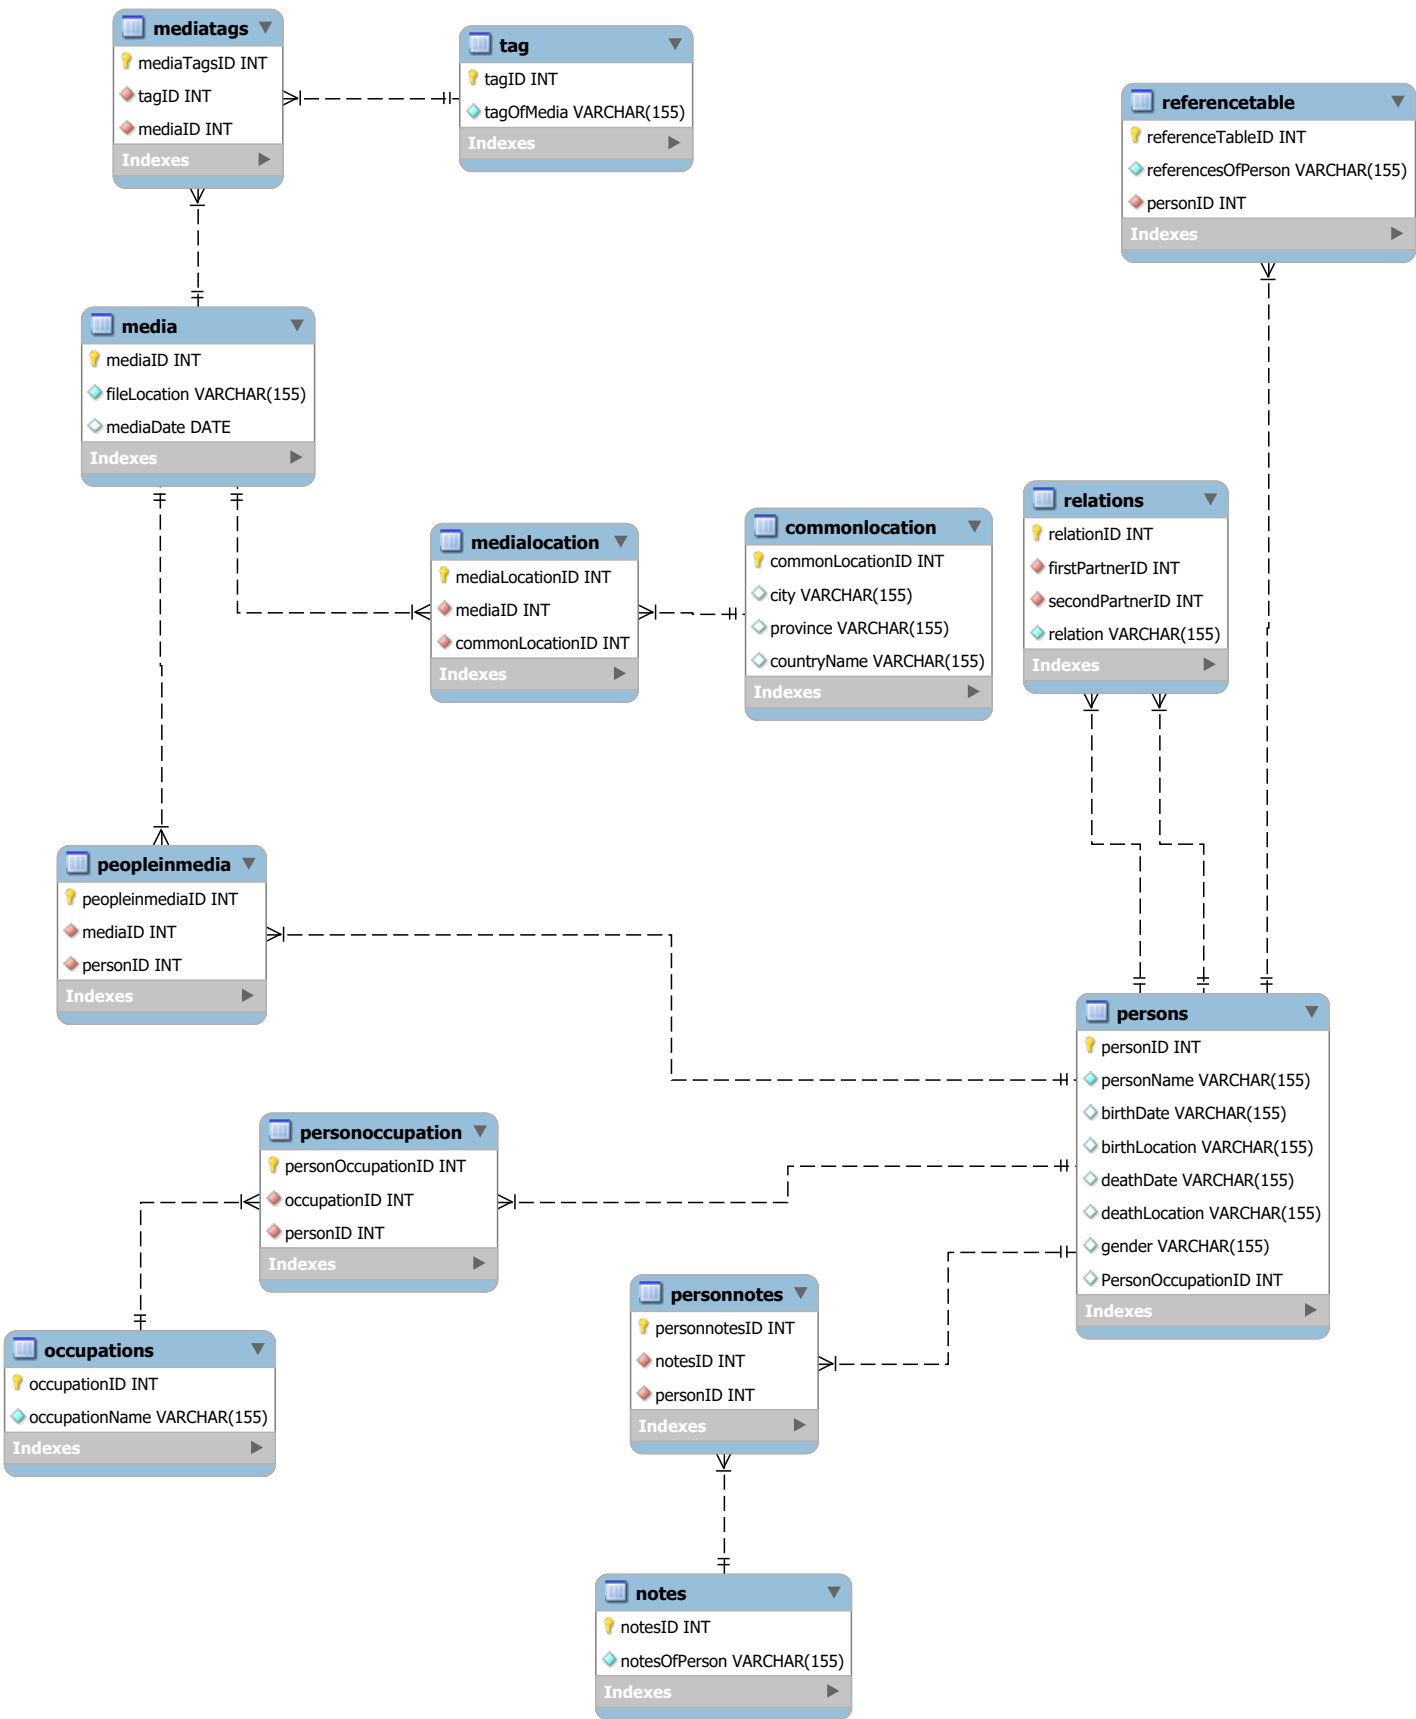 mediatags
mediaTagsID INT
tagID INT
mediaID INT
Indexes
tag
tagID INT
tagOfMedia VARCHAR(155)
Indexes
referencetable
referenceTableID INT
referencesOfPerson VARCHAR(155)
personID INT
Indexes
media
mediaID INT
fileLocation VARCHAR(155)
mediaDate DATE
Indexes
medialocation
mediaLocationID INT
mediaID INT
commonLocationID INT
Indexes
commonlocation
commonLocationID INT
city VARCHAR(155)
province VARCHAR(155)
countryName VARCHAR(155)
Indexes
relations
relationID INT
firstPartnerID INT
secondPartnerID INT
relation VARCHAR(155)
Indexes
peopleinmedia
peopleinmediaID INT
mediaID INT
personID INT
Indexes
persons
personID INT
personName VARCHAR(155)
birthDate VARCHAR(155)
birthLocation VARCHAR(155)
deathDate VARCHAR(155)
deathLocation VARCHAR(155)
gender VARCHAR(155)
PersonOccupationID INT
Indexes
personoccupation
personOccupationID INT
occupationID INT
personID INT
Indexes
personnotes
personnotesID INT
notesID INT
personID INT
Indexes
occupations
occupationID INT
occupationName VARCHAR(155)
Indexes
notes
notesID INT
notesOfPerson VARCHAR(155)
Indexes